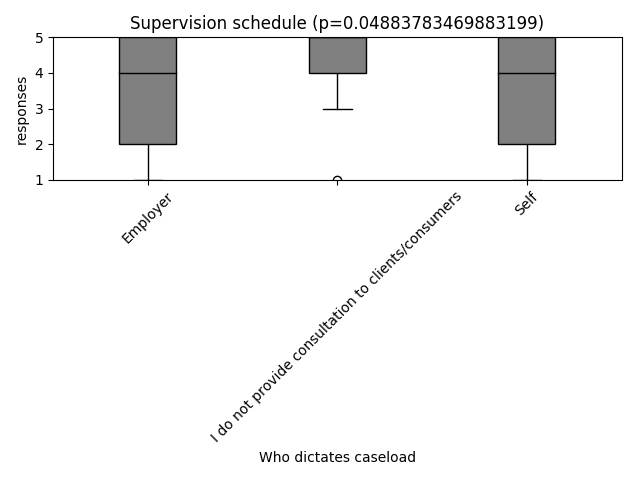 Supervision schedule (p=0.04883783469883199)
5
4
3
2
1
responses
Employer
I do not provide consultation to clients/consumers
Self
Who dictates caseload